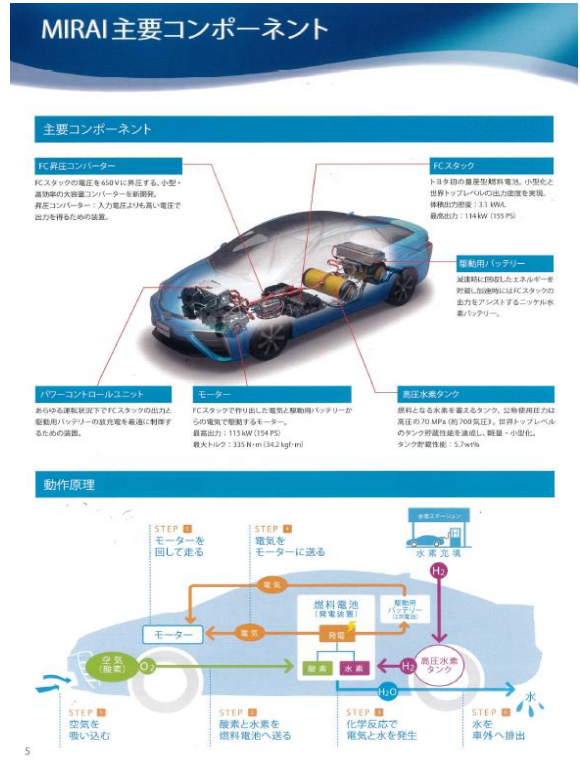 MIRAI 主要コンポーネント
主要コンポーネント
FC昇圧コンバーター
FCスタックの電圧を650Vに昇圧する、小型・
高効率の大容量コンバーターを新開発。
昇圧コンバーター：入力電圧よりも高い電圧で
出力を得るための装置。
FCスタック
トヨタ初の量産型燃料電池。小型化と
世界トップレベルの出力密度を実現。
体積出力密度：3.1 kW/L
最高出力：114 kW (155 PS)
駆動用バッテリー
減速時に回収したエネルギーを
貯蔵し加速時にはFCスタックの
出力をアシストするニッケル水
素バッテリー。
パワーコントロールユニット
あらゆる運転状況下でFCスタックの出力と
駆動用バッテリーの放充電を最適に制御す
るための装置。
モーター
FCスタックで作り出した電気と駆動用バッテリーか
らの電気で駆動するモーター。
最高出力：113 kW (154 PS)
最大トルク：335 N・m (34.2 kgf・m)
高圧水素タンク
燃料となる水素を蓄えるタンク。公称使用圧力は
高圧の70 MPa (約700気圧)。世界トップレベル
のタンク貯蔵性能を達成し、軽量・小型化。
タンク貯蔵性能：5.7wt%
動作原理
STEP 5
モーターを
回して走る
STEP 4
電気を
モーターに送る
水素ステーション
水素充填
H2
電気
燃料電池
(発電装置)
駆動用
バッテリー
(2次電池)
モーター
電気
発電
空気
(酸素)
O2
酸素
水素
H2
高圧水素
タンク
H2O
水
STEP 1
空気を
吸い込む
STEP 2
酸素と水素を
燃料電池へ送る
STEP 3
化学反応で
電気と水を発生
STEP 6
水を
車外へ排出
5